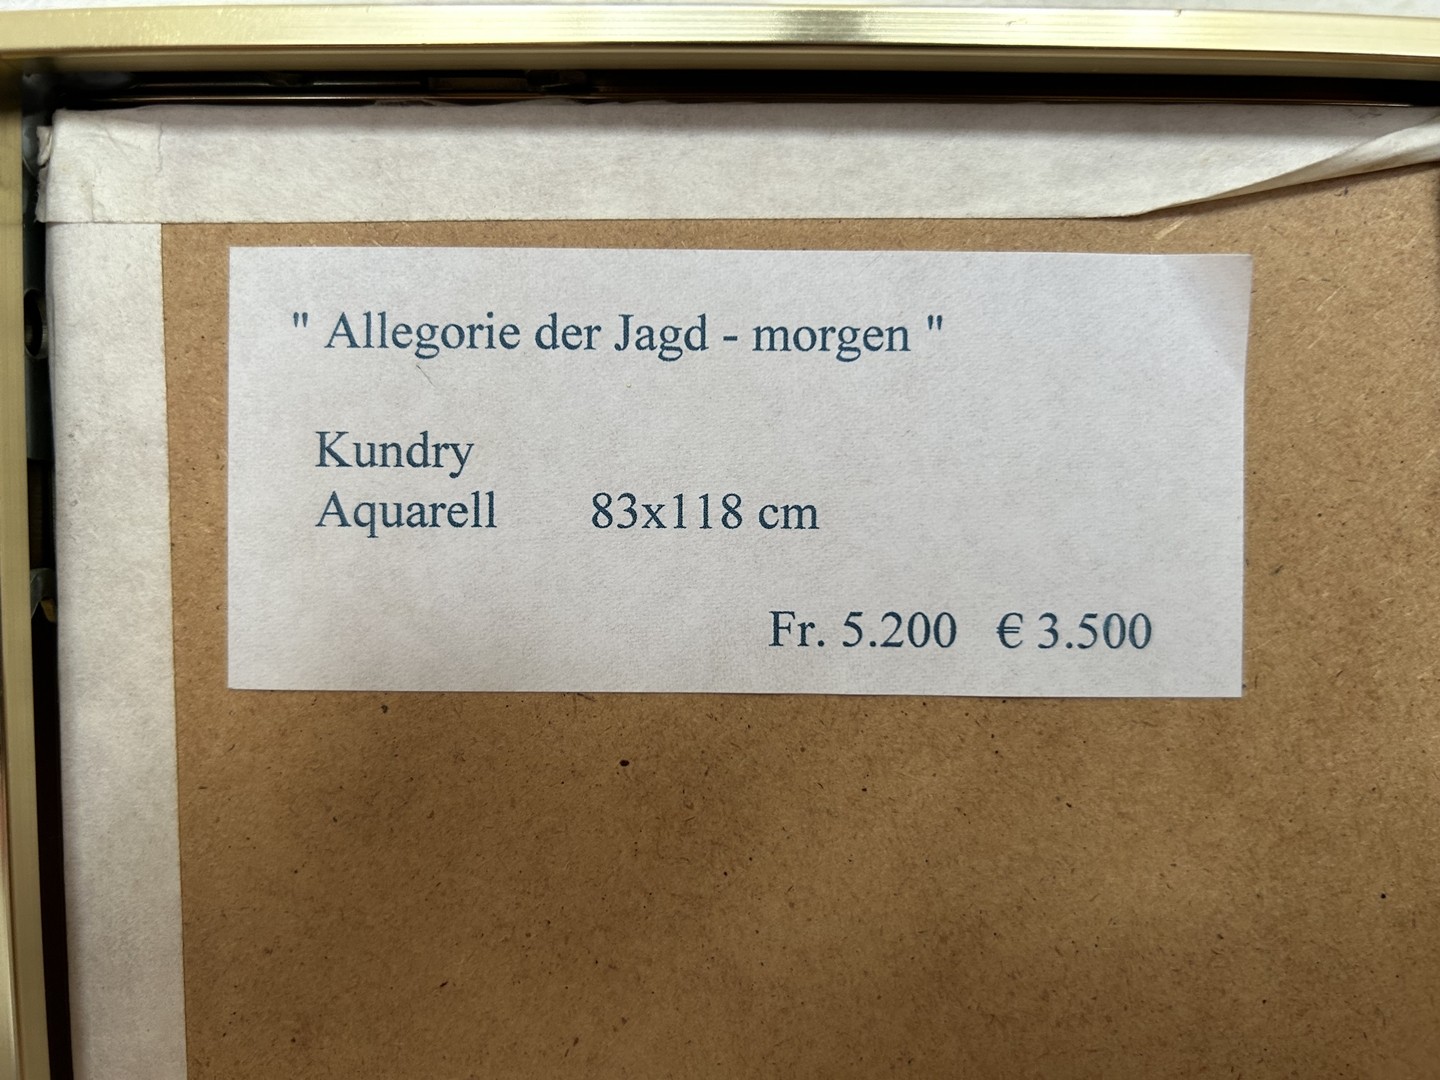 " Allegorie der Jagd - morgen "
Kundry
Aquarell 83x118 cm
Fr. 5.200 € 3.500